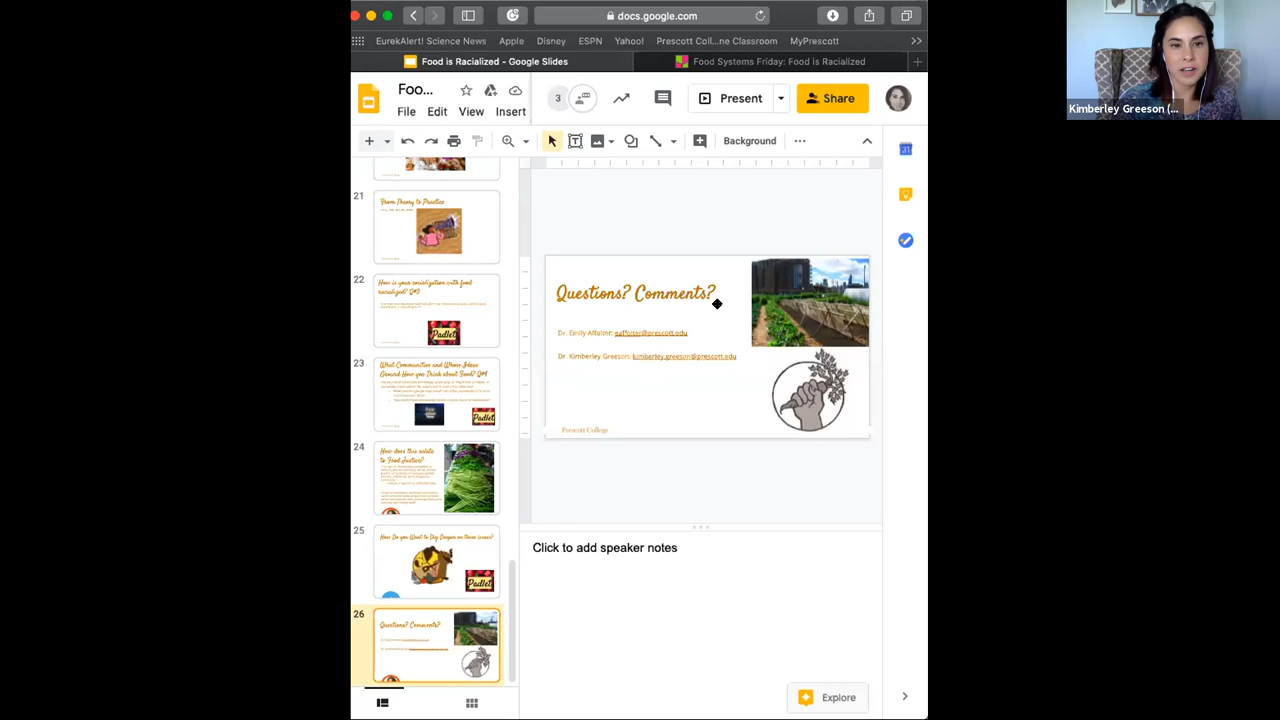 docs.google.com
EurekAlert! Science News Apple Disney ESPN Yahoo! Prescott Coll...ne Classroom MyPrescott >>
Food is Racialized - Google Slides
Food Systems Friday: Food is Racialized
Kimberley Greeson (...
Foo...
3
Present
Share
File Edit View Insert
Background
21
From Theory to Practice
22
How is your socialization with food racialized? Q#3
Padlet
23
What Communities and Whose Ideas
Ground How you Think about Food? Q#4
Padlet
24
How does this relate
to Food Justice?
25
How Do you Want to Dig Deeper on these issues?
Padlet
26
Questions? Comments?
Questions? Comments?
Dr. Emily Affolter: eaffolter@prescott.edu
Dr. Kimberley Greeson: kimberley.greeson@prescott.edu
Prescott College
Click to add speaker notes
Explore